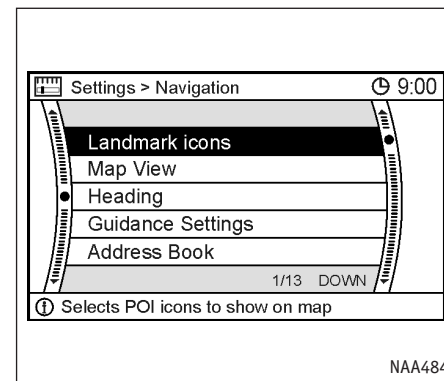 Settings > Navigation 9:00
Landmark icons
Map View
Heading
Guidance Settings
Address Book
1/13 DOWN
Selects POI icons to show on map
NAA484